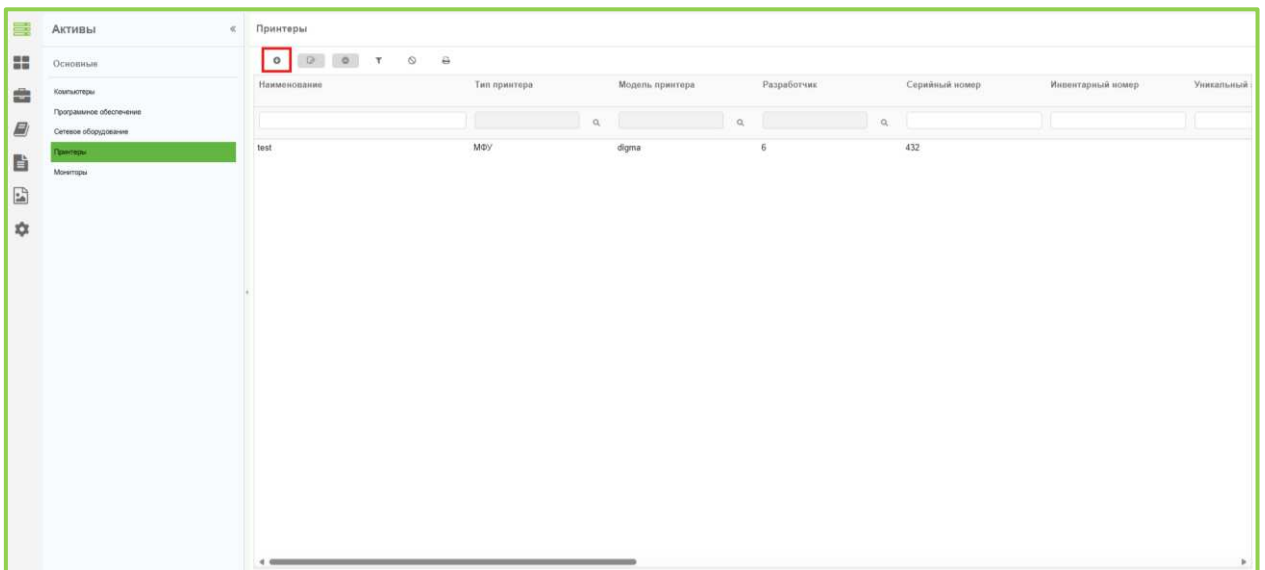 Активы
«
Принтеры
Основные
Компьютеры
Программное обеспечение
Сетевое оборудование
Принтеры
Мониторы
Наименование Тип принтера Модель принтера Разработчик Серийный номер Инвентарный номер Уникальный
test МФУ digma 6 432